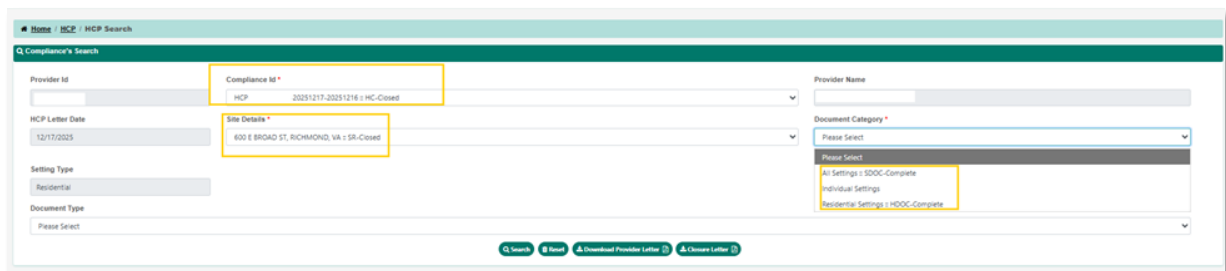 Home / HCP / HCP Search
Compliance's Search
Provider Id
Compliance Id *
Provider Name
HCP 20251217-20251216 :: HC-Closed
HCP Letter Date
Site Details *
Document Category *
12/17/2025
600 E BROAD ST, RICHMOND, VA :: SR-Closed
Please Select
Please Select
Setting Type
All Settings :: SDOC-Complete
Residential
Individual Settings
Residential Settings :: HDOC-Complete
Document Type
Please Select
Search Reset Download Provider Letter Closure Letter